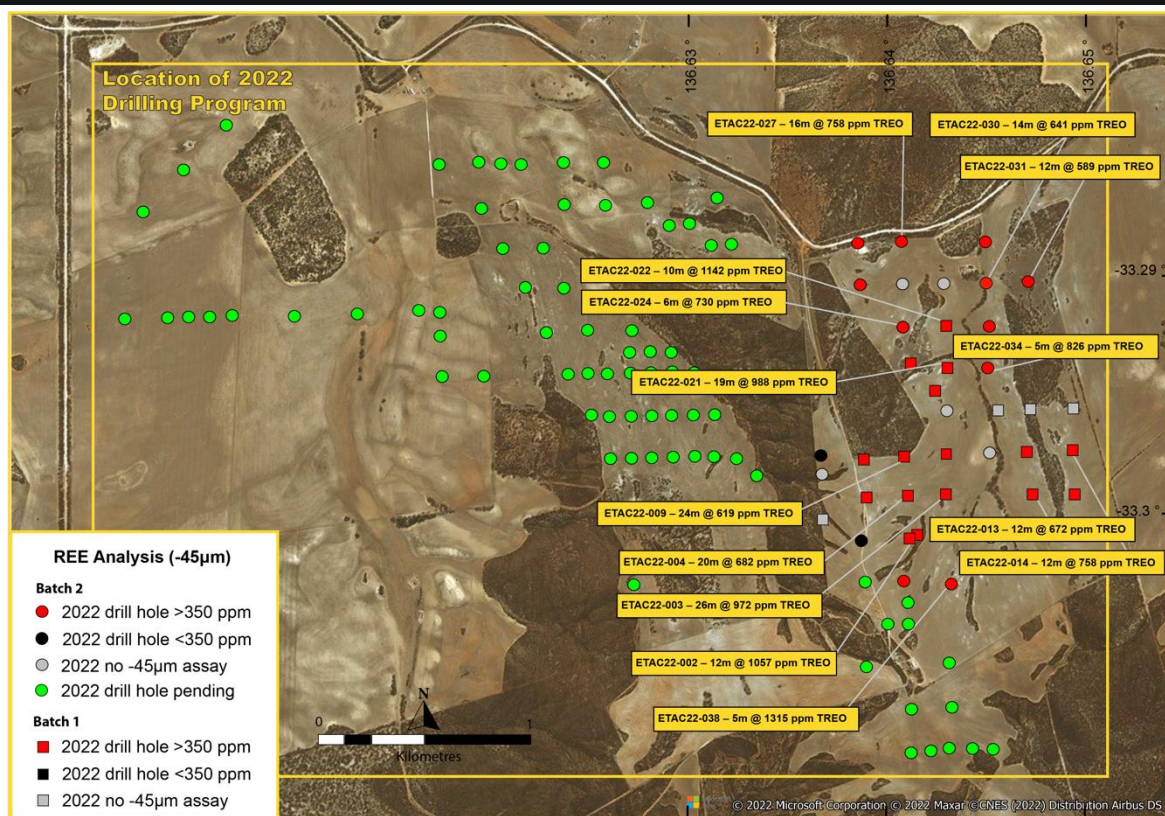 Location of 2022
Drilling Program
136.63 °
136.64 °
136.65 °
ETAC22-027 – 16m @ 758 ppm TREO
ETAC22-030 – 14m @ 641 ppm TREO
ETAC22-031 – 12m @ 589 ppm TREO
ETAC22-022 – 10m @ 1142 ppm TREO
-33.29 °
ETAC22-024 – 6m @ 730 ppm TREO
ETAC22-034 – 5m @ 826 ppm TREO
ETAC22-021 – 19m @ 988 ppm TREO
ETAC22-009 – 24m @ 619 ppm TREO
-33.3 °
ETAC22-013 – 12m @ 672 ppm TREO
ETAC22-004 – 20m @ 682 ppm TREO
ETAC22-014 – 12m @ 758 ppm TREO
ETAC22-003 – 26m @ 972 ppm TREO
ETAC22-002 – 12m @ 1057 ppm TREO
ETAC22-038 – 5m @ 1315 ppm TREO
REE Analysis (-45µm)
Batch 2
2022 drill hole >350 ppm
2022 drill hole <350 ppm
2022 no -45µm assay
2022 drill hole pending
Batch 1
2022 drill hole >350 ppm
2022 drill hole <350 ppm
2022 no -45µm assay
N
0 1
Kilometres
© 2022 Microsoft Corporation © 2022 Maxar ©CNES (2022) Distribution Airbus DS